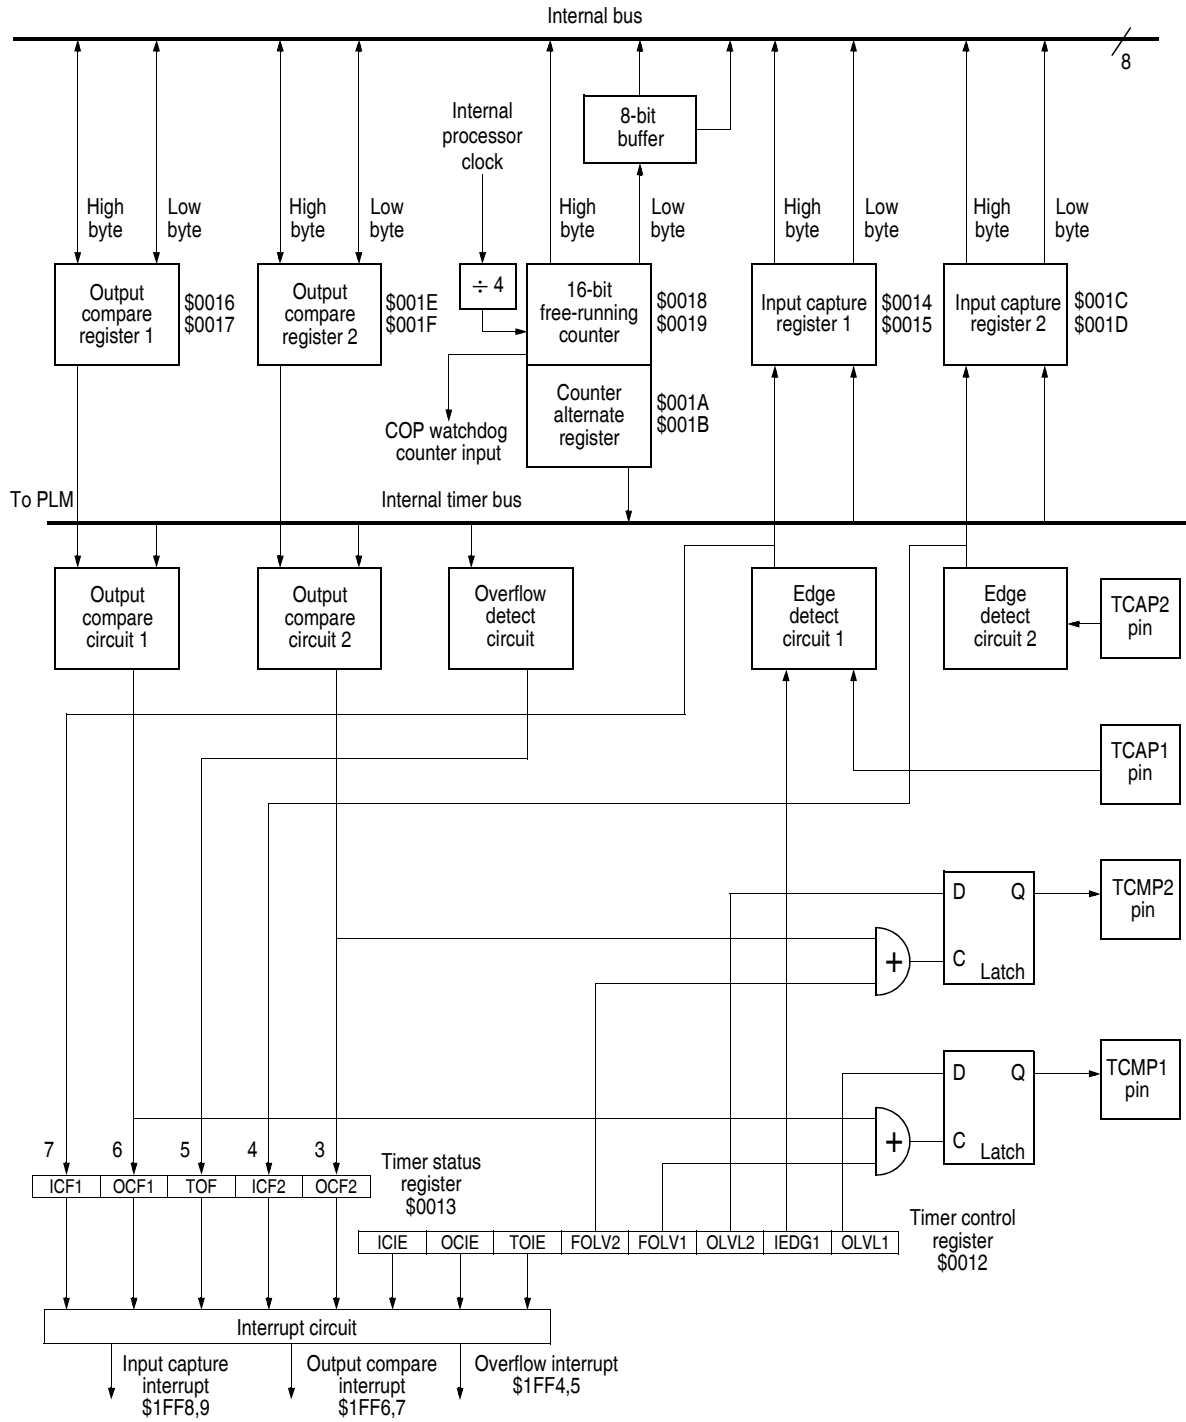 Internal bus
8
Internal
processor
clock
8-bit
buffer
High
byte
Low
byte
High
byte
Low
byte
High
byte
Low
byte
High
byte
Low
byte
High
byte
Low
byte
Output
compare
register 1
$0016
$0017
Output
compare
register 2
$001E
$001F
÷ 4
16-bit
free-running
counter
$0018
$0019
Input capture
register 1
$0014
$0015
Input capture
register 2
$001C
$001D
Counter
alternate
register
$001A
$001B
COP watchdog
counter input
To PLM
Internal timer bus
Output
compare
circuit 1
Output
compare
circuit 2
Overflow
detect
circuit
Edge
detect
circuit 1
Edge
detect
circuit 2
TCAP2
pin
TCAP1
pin
D Q
C
Latch
TCMP2
pin
+
D Q
C
Latch
TCMP1
pin
+
7 6 5 4 3
ICF1 OCF1 TOF ICF2 OCF2
Timer status
register
$0013
ICIE OCIE TOIE FOLV2 FOLV1 OLVL2 IEDG1 OLVL1
Timer control
register
$0012
Interrupt circuit
Input capture
interrupt
$1FF8,9
Output compare
interrupt
$1FF6,7
Overflow interrupt
$1FF4,5